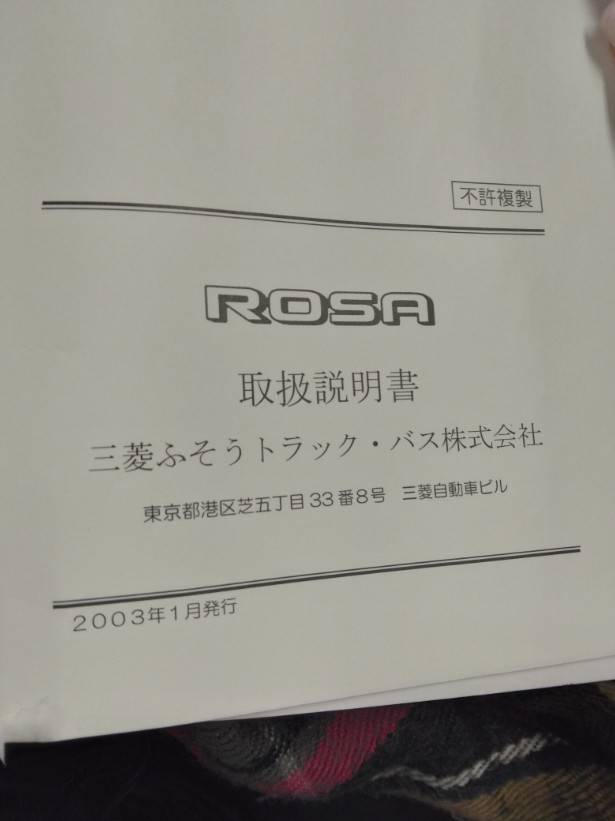 不許複製
ROSA
取扱説明書
三菱ふそうトラック・バス株式会社
東京都港区芝五丁目33番8号 三菱自動車ビル
2003年1月発行